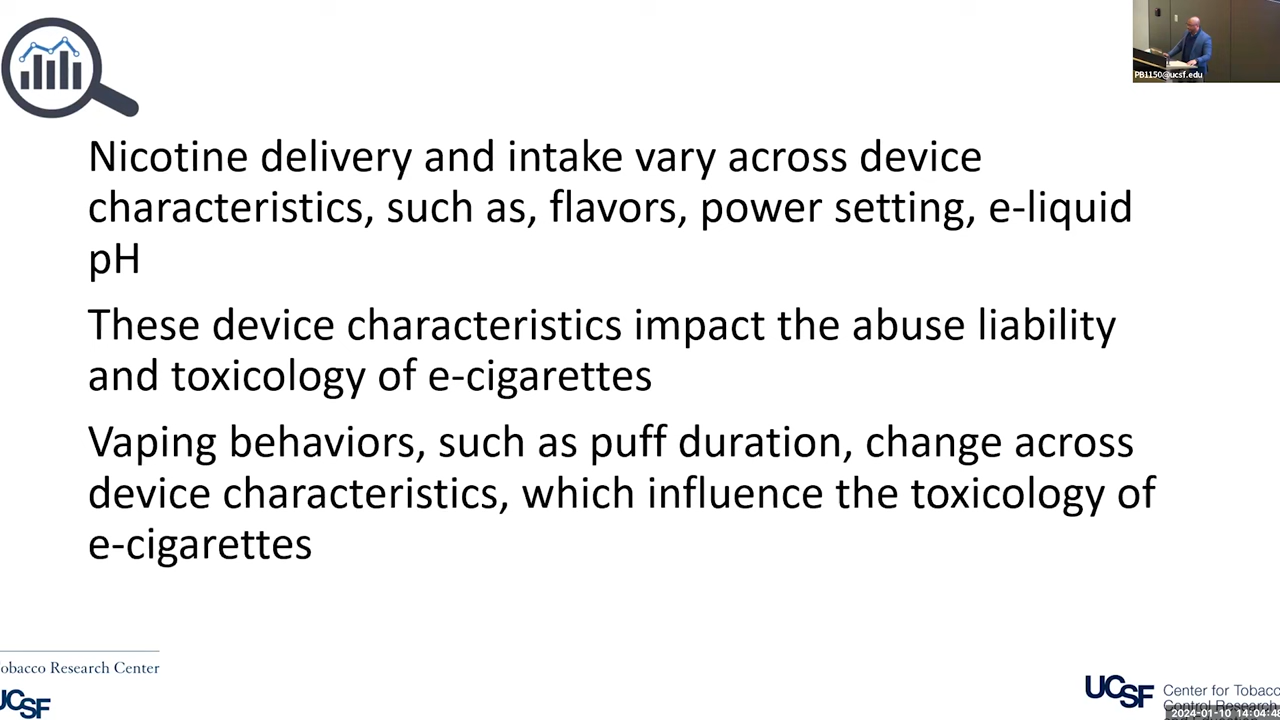 PB1150@ucsf.edu
Nicotine delivery and intake vary across device
characteristics, such as, flavors, power setting, e-liquid
pH
These device characteristics impact the abuse liability
and toxicology of e-cigarettes
Vaping behaviors, such as puff duration, change across
device characteristics, which influence the toxicology of
e-cigarettes
obacco Research Center
UCSF
UCSF Center for Tobacc
Control Research
2024-01-10 14:04:48